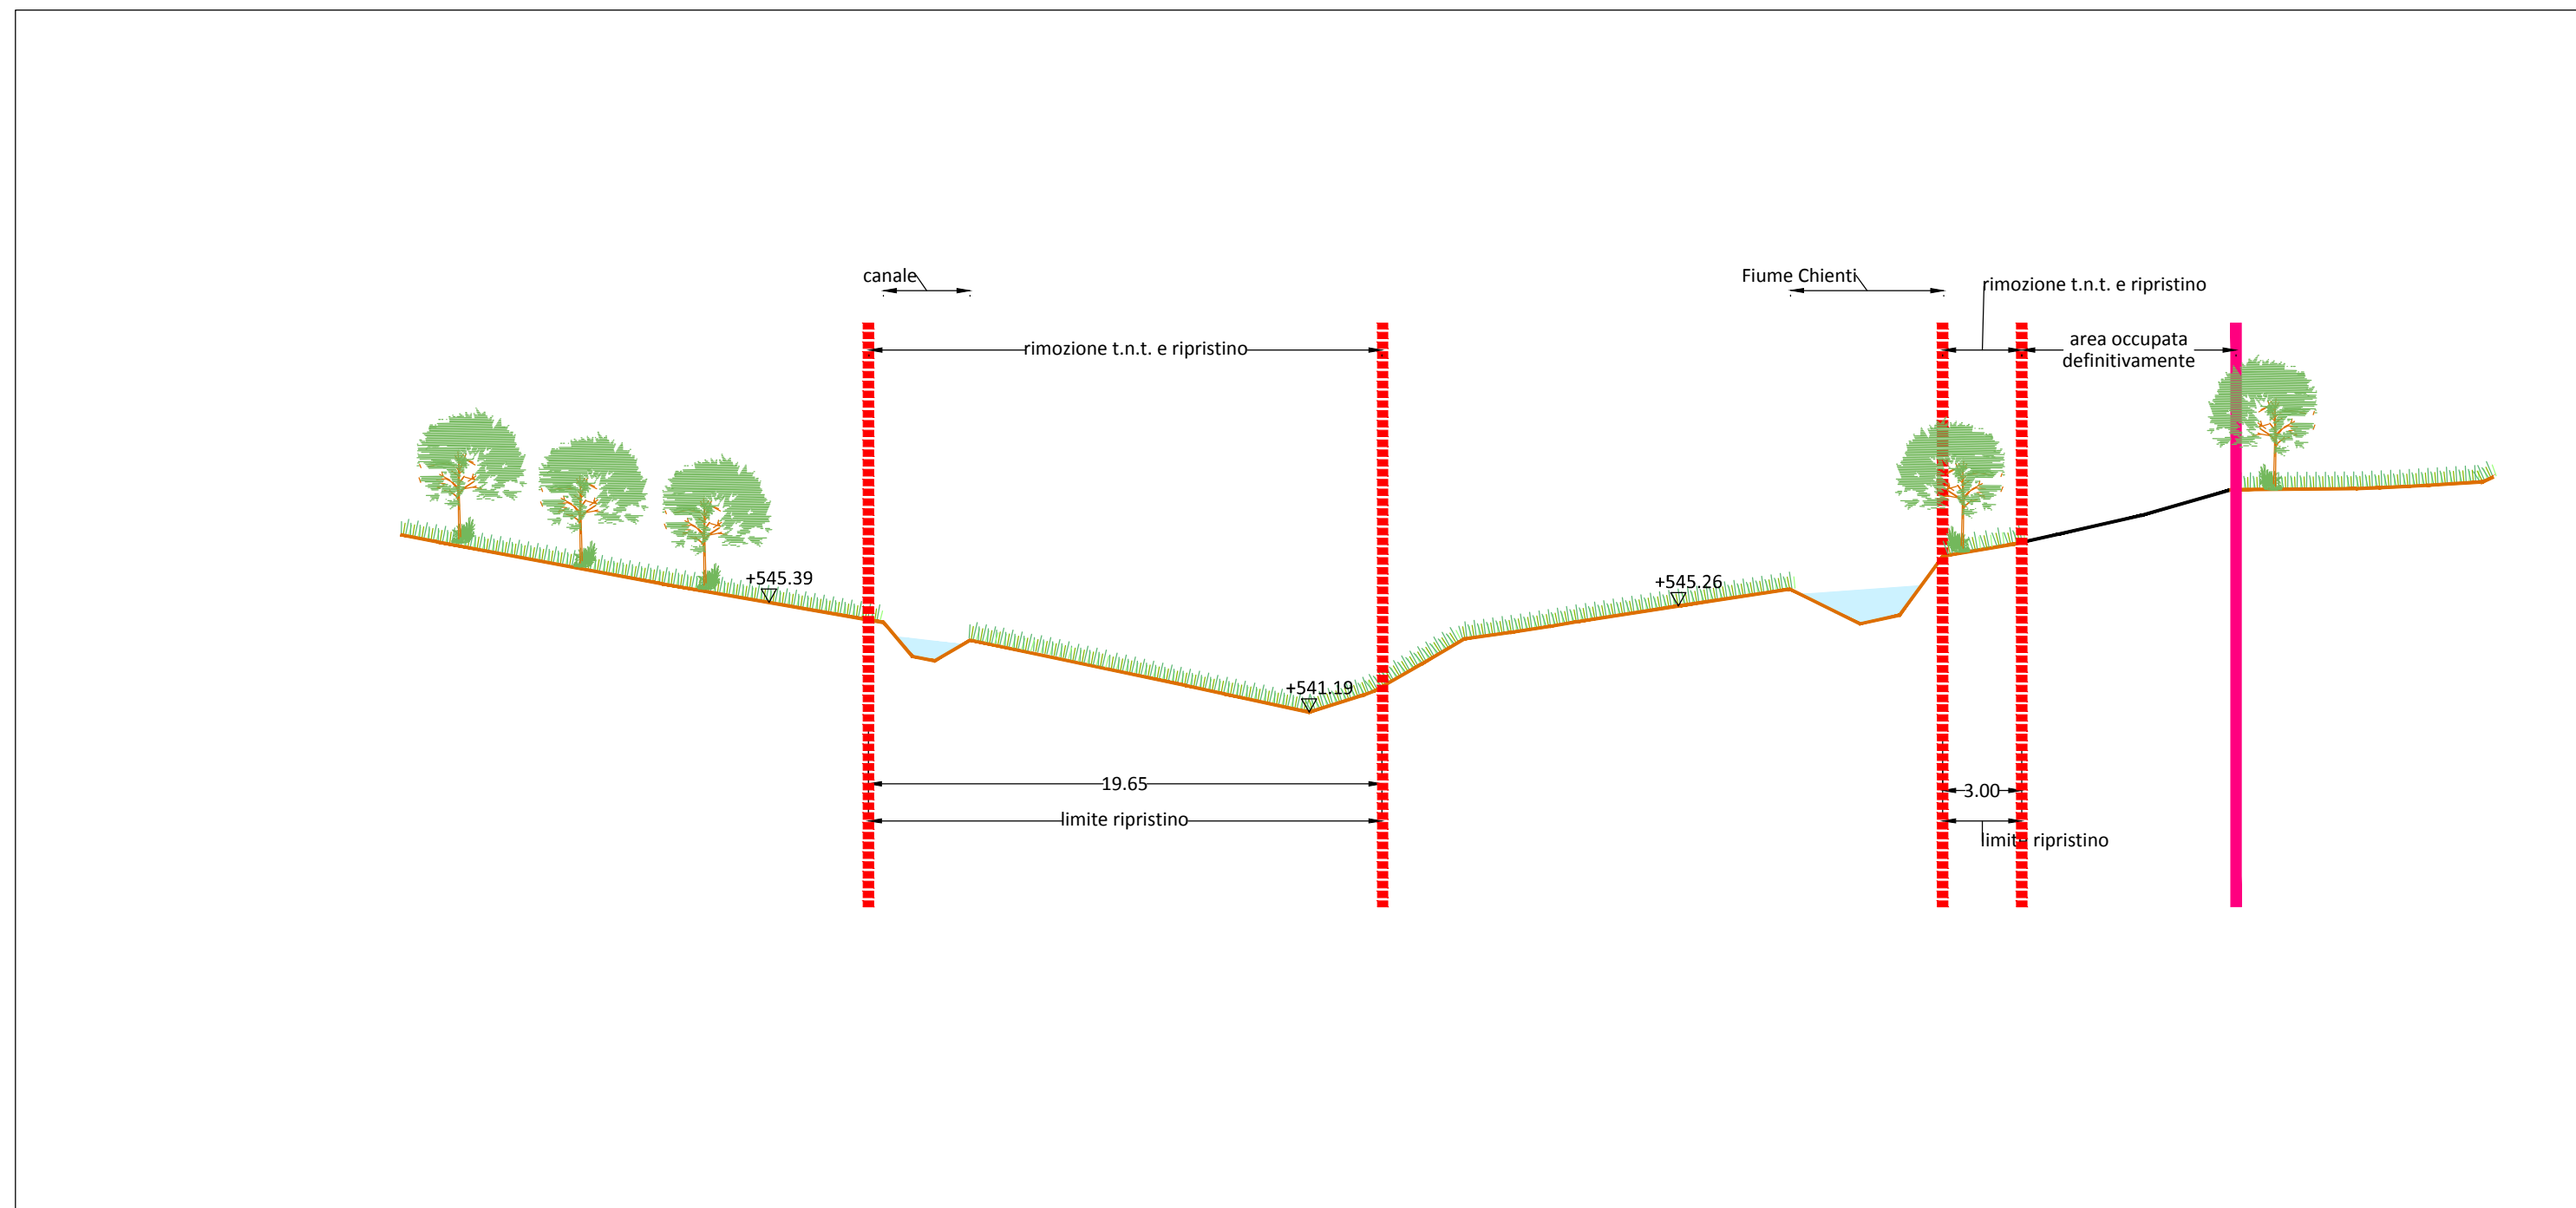 canale
Fiume Chienti
rimozione t.n.t. e ripristino
rimozione t.n.t. e ripristino
area occupata
definitivamente
+545.39
+545.26
+541.19
19.65
3.00
limite ripristino
limite ripristino